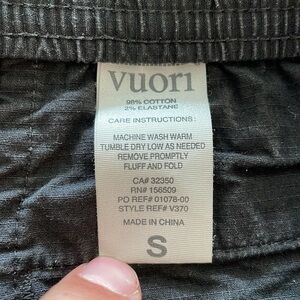 vuori
98% COTTON
2% ELASTANE
CARE INSTRUCTIONS:
MACHINE WASH WARM
TUMBLE DRY LOW AS NEEDED
REMOVE PROMPTLY
FLUFF AND FOLD
CA# 32350
RN# 156509
PO REF# 01078-00
STYLE REF# V370
MADE IN CHINA
S